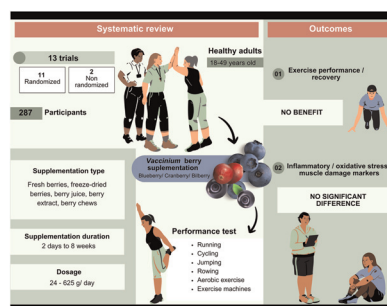 Systematic review
13 trials
11
Randomized
2
Non
randomized
287 Participants
Healthy adults
18-49 years old
Vaccinium berry
suplementation
Blueberry/ Cranberry/ Bilberry
Supplementation type
Fresh berries, freeze-dried
berries, berry juice, berry
extract, berry chews
Supplementation duration
2 days to 8 weeks
Dosage
24 - 625 g/ day
Performance test
• Running
• Cycling
• Jumping
• Rowing
• Aerobic exercise
• Exercise machines
Outcomes
01 Exercise performance /
recovery
NO BENEFIT
02 Inflammatory / oxidative stress/
muscle damage markers
NO SIGNIFICANT
DIFFERENCE